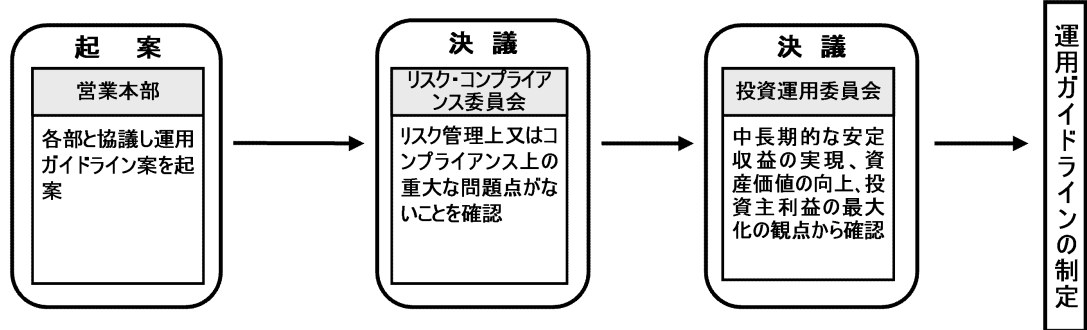 起　案
営業本部
各部と協議し運用
ガイドライン案を起
案
決　議
リスク・コンプライア
ンス委員会
リスク管理上又はコ
ンプライアンス上の
重大な問題点がな
いことを確認
決　議
投資運用委員会
中長期的な安定
収益の実現、資
産価値の向上、投
資主利益の最大
化の観点から確認
運用ガイドラインの制定